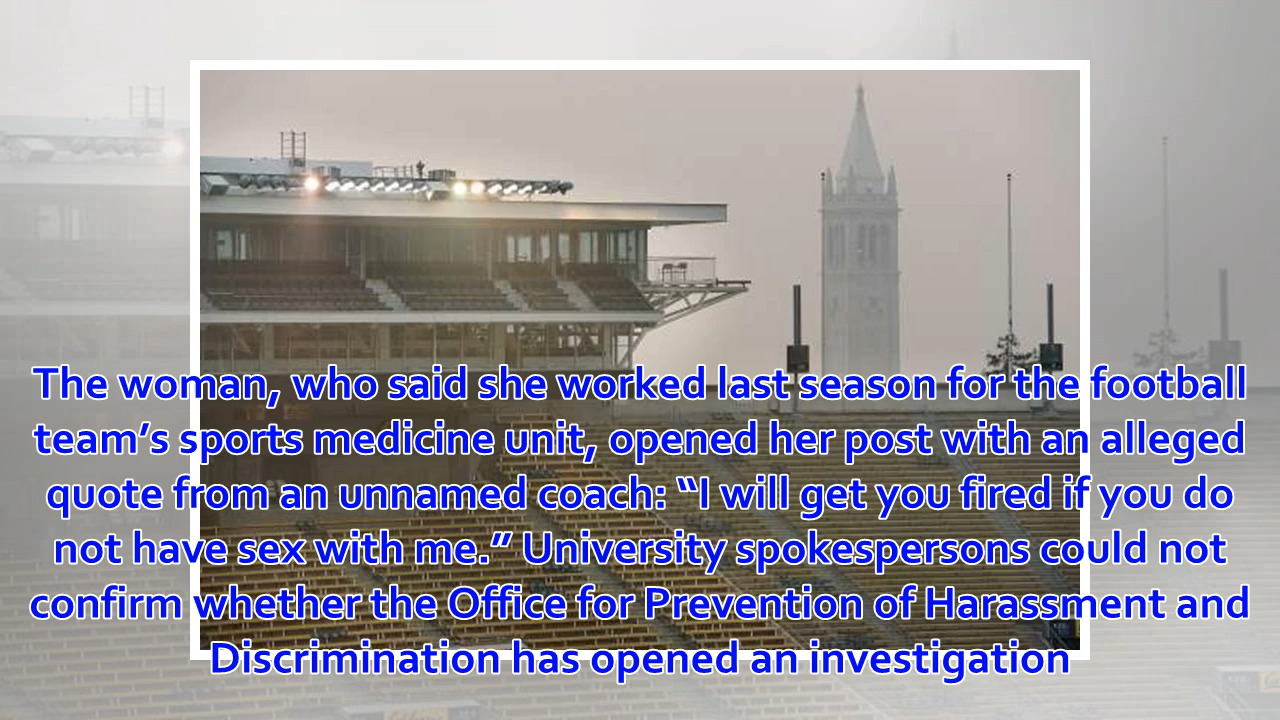 The woman, who said she worked last season for the football
team’s sports medicine unit, opened her post with an alleged
quote from an unnamed coach: “I will get you fired if you do
not have sex with me.” University spokespersons could not
confirm whether the Office for Prevention of Harassment and
Discrimination has opened an investigation